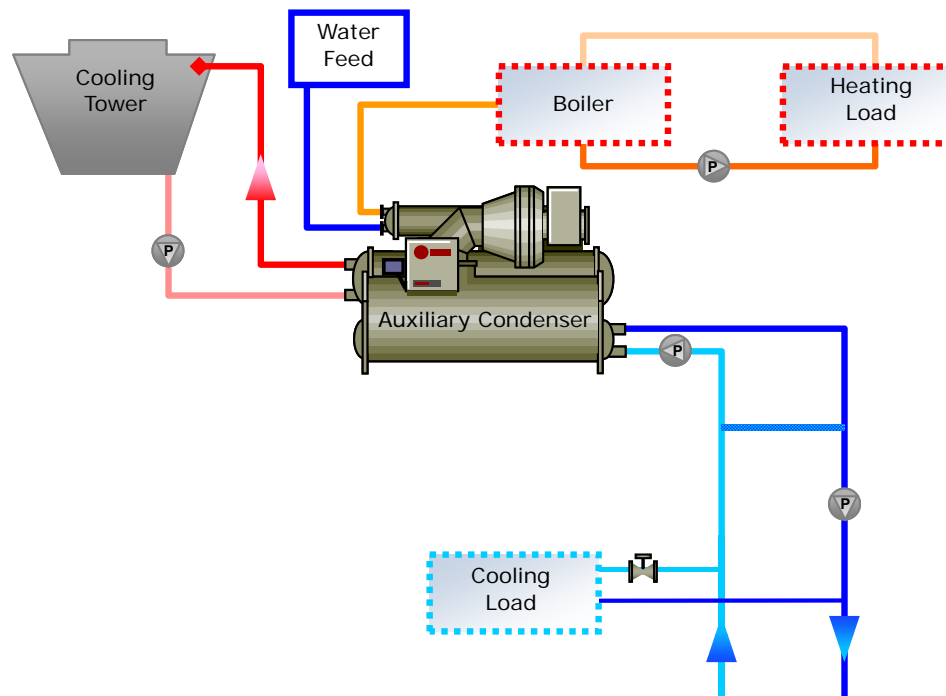 Water
Feed
Cooling
Tower
Boiler
Heating
Load
P
P
Auxiliary Condenser
P
P
Cooling
Load